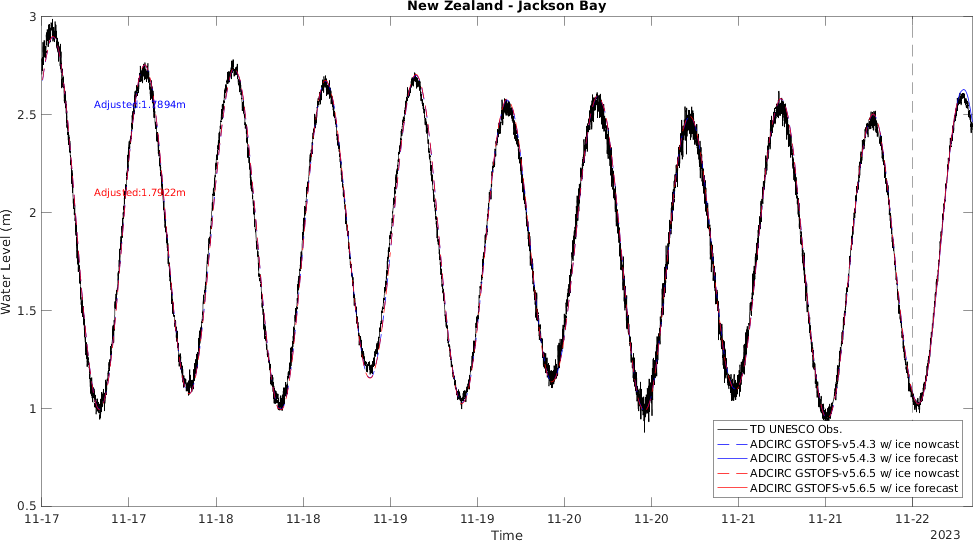 New Zealand - Jackson Bay
3
2.5
2
1.5
1
0.5
Water Level (m)
Adjusted:1.7894m
Adjusted:1.7922m
TD UNESCO Obs.
ADCIRC GSTOFS-v5.4.3 w/ ice nowcast
ADCIRC GSTOFS-v5.4.3 w/ ice forecast
ADCIRC GSTOFS-v5.6.5 w/ ice nowcast
ADCIRC GSTOFS-v5.6.5 w/ ice forecast
11-17 11-17 11-18 11-18 11-19 11-19 11-20 11-20 11-21 11-21 11-22
Time
2023